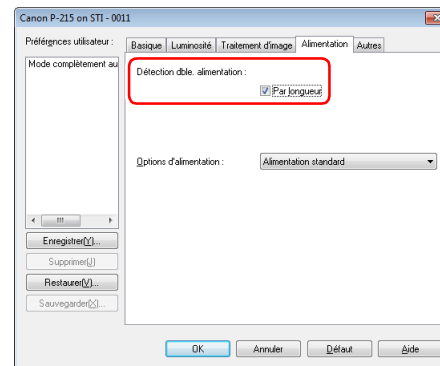 Canon P-215 on STI - 0011
Préférences utilisateur :
Mode complètement au
Enregistrer(Y)...
Supprimer(J)
Restaurer(V)...
Sauvegarder(X)...
Basique Luminosité Traitement d'image Alimentation Autres
Détection dble. alimentation :
Par longueur
Options d'alimentation : Alimentation standard
OK Annuler Défaut Aide